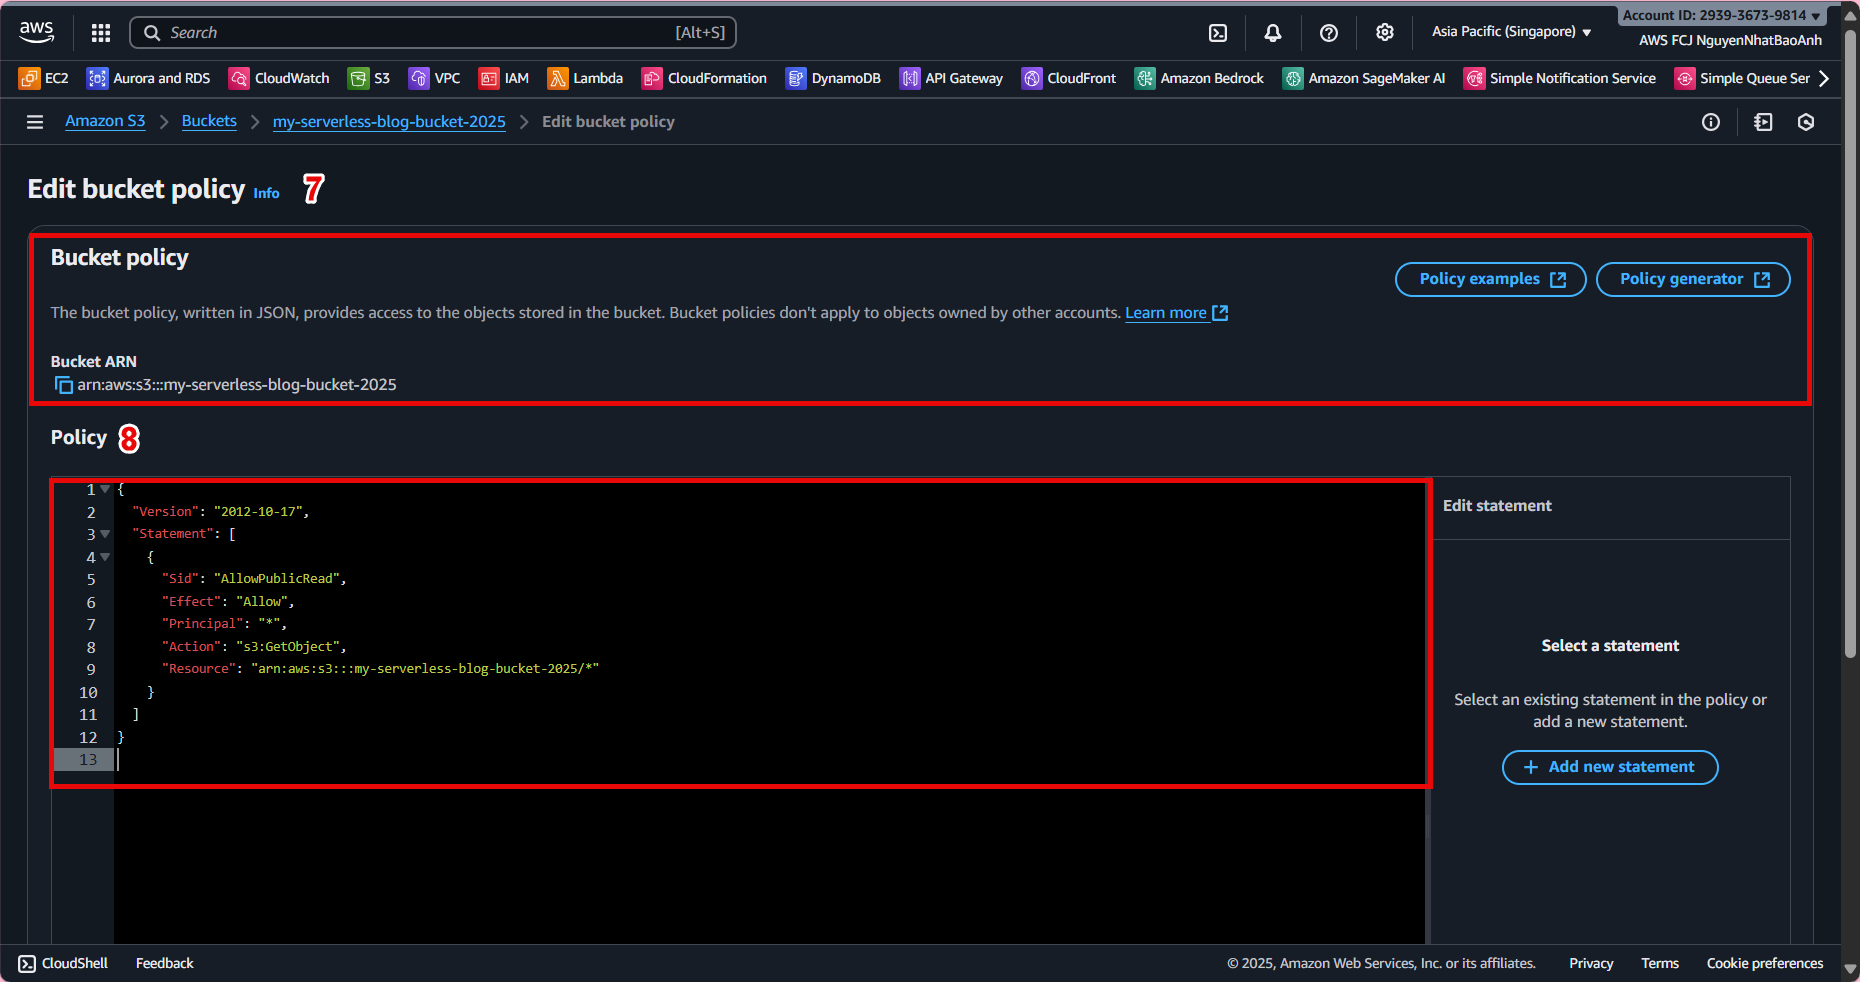 aws
Search [Alt+S]
Asia Pacific (Singapore)
Account ID: 2939-3673-9814
AWS FCJ NguyenNhatBaoAnh
EC2 Aurora and RDS CloudWatch S3 VPC IAM Lambda CloudFormation DynamoDB API Gateway CloudFront Amazon Bedrock Amazon SageMaker AI Simple Notification Service Simple Queue Ser
Amazon S3 Buckets my-serverless-blog-bucket-2025 Edit bucket policy
Edit bucket policy Info 7
Bucket policy
Policy examples Policy generator
The bucket policy, written in JSON, provides access to the objects stored in the bucket. Bucket policies don't apply to objects owned by other accounts. Learn more
Bucket ARN
arn:aws:s3:::my-serverless-blog-bucket-2025
Policy 8
1 {
2 "Version": "2012-10-17",
3 "Statement": [
4 {
5 "Sid": "AllowPublicRead",
6 "Effect": "Allow",
7 "Principal": "*",
8 "Action": "s3:GetObject",
9 "Resource": "arn:aws:s3:::my-serverless-blog-bucket-2025/*"
10 }
11 ]
12 }
13
Edit statement
Select a statement
Select an existing statement in the policy or
add a new statement.
+ Add new statement
CloudShell Feedback © 2025, Amazon Web Services, Inc. or its affiliates. Privacy Terms Cookie preferences